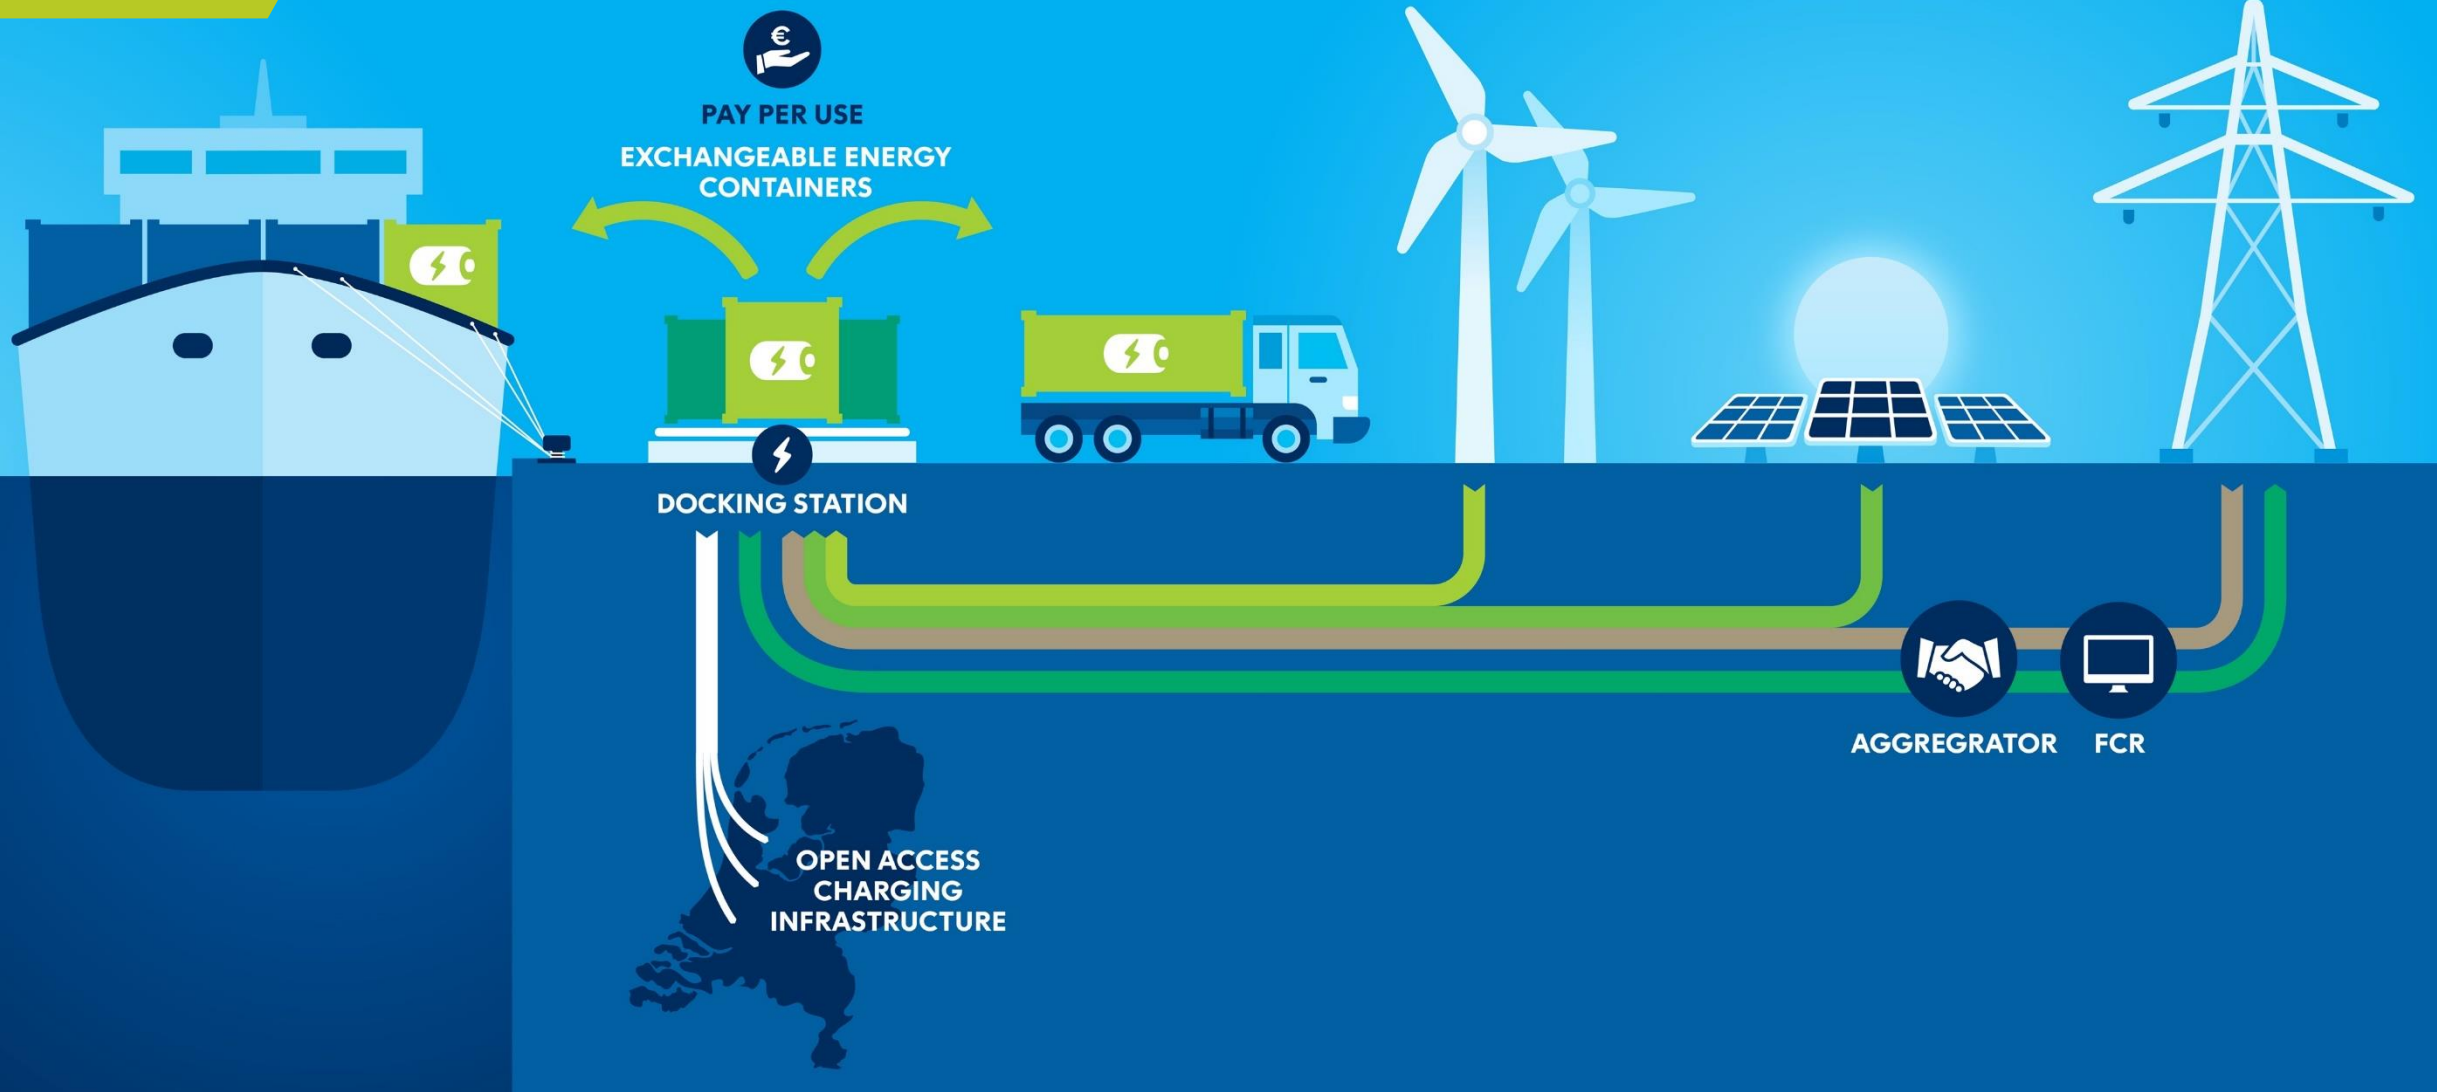 €
PAY PER USE
EXCHANGEABLE ENERGY
CONTAINERS
DOCKING STATION
AGGREGRATOR
FCR
OPEN ACCESS
CHARGING
INFRASTRUCTURE